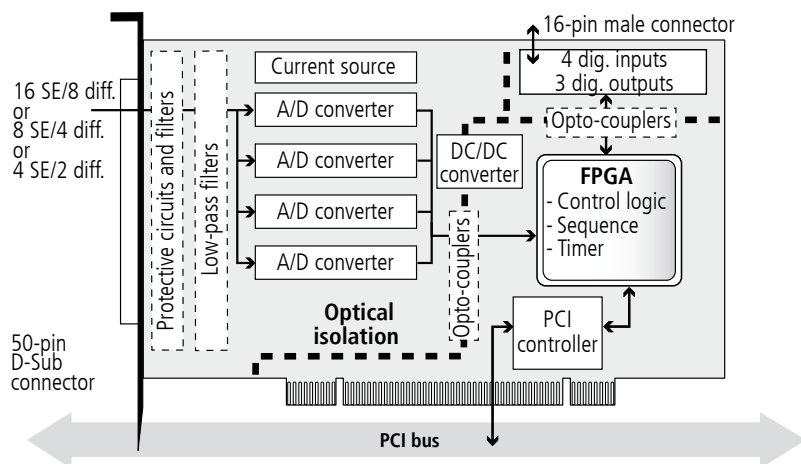 16-pin male connector
4 dig. inputs
3 dig. outputs
Current source
16 SE/8 diff.
or
8 SE/4 diff.
or
4 SE/2 diff.
Protective circuits and filters
Low-pass filters
A/D converter
A/D converter
A/D converter
A/D converter
Opto-couplers
DC/DC
converter
FPGA
- Control logic
- Sequence
- Timer
Opto-couplers
Optical
isolation
PCI
controller
50-pin
D-Sub
connector
PCI bus